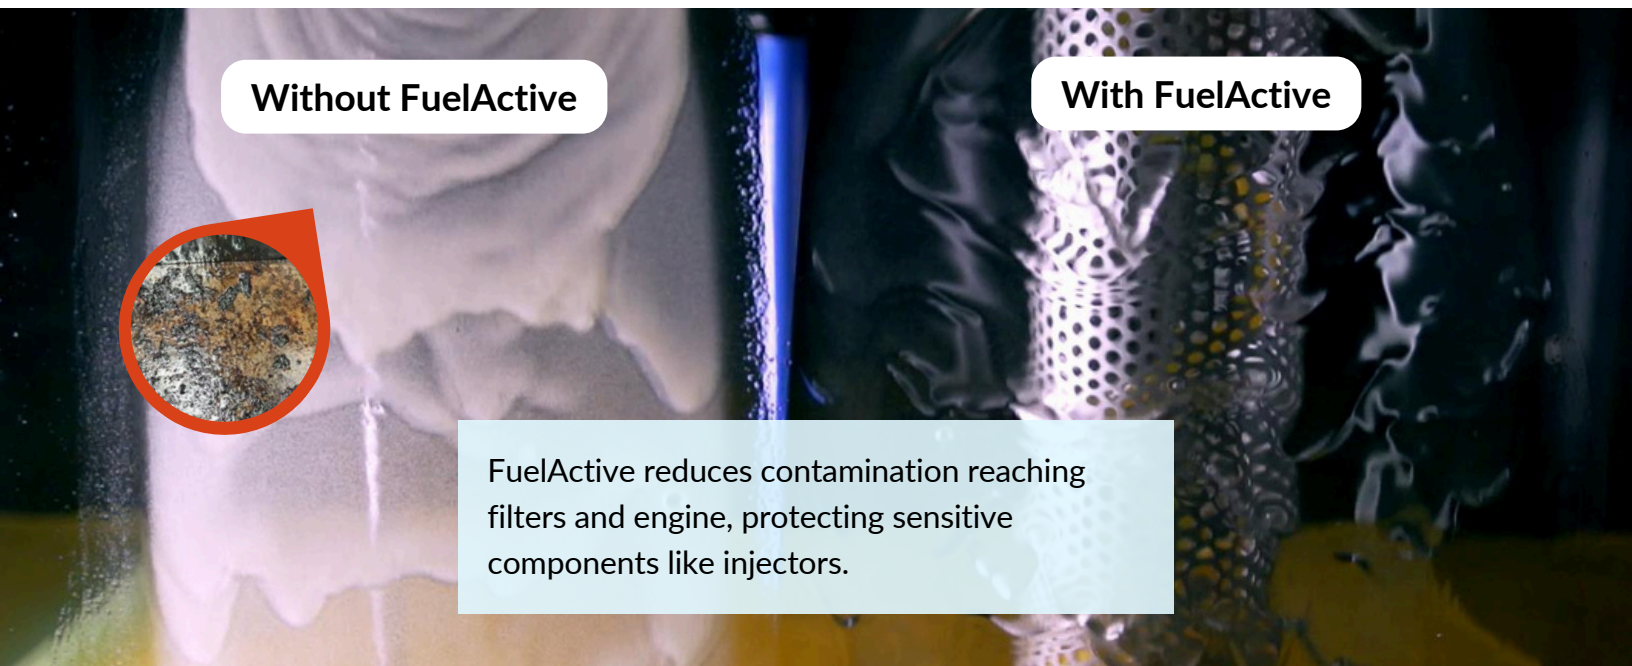 Without FuelActive
With FuelActive
FuelActive reduces contamination reaching
filters and engine, protecting sensitive
components like injectors.